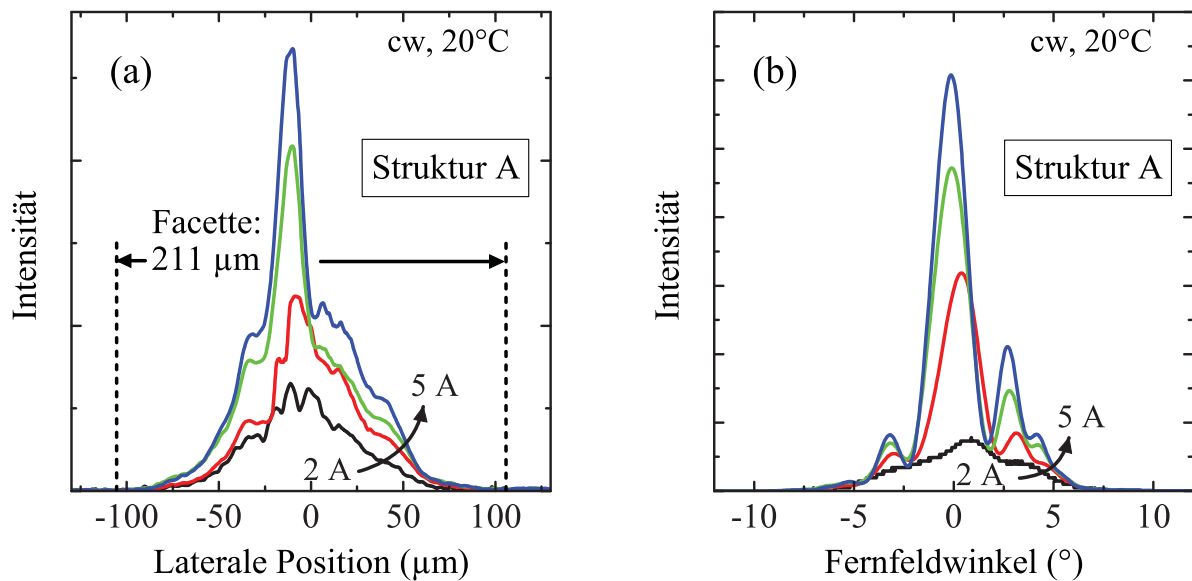 (a)
cw, 20°C
Struktur A
Facette:
211 µm
5 A
2 A
Intensität
-100 -50 0 50 100
Laterale Position (µm)
(b)
cw, 20°C
Struktur A
5 A
2 A
Intensität
-10 -5 0 5 10
Fernfeldwinkel (°)